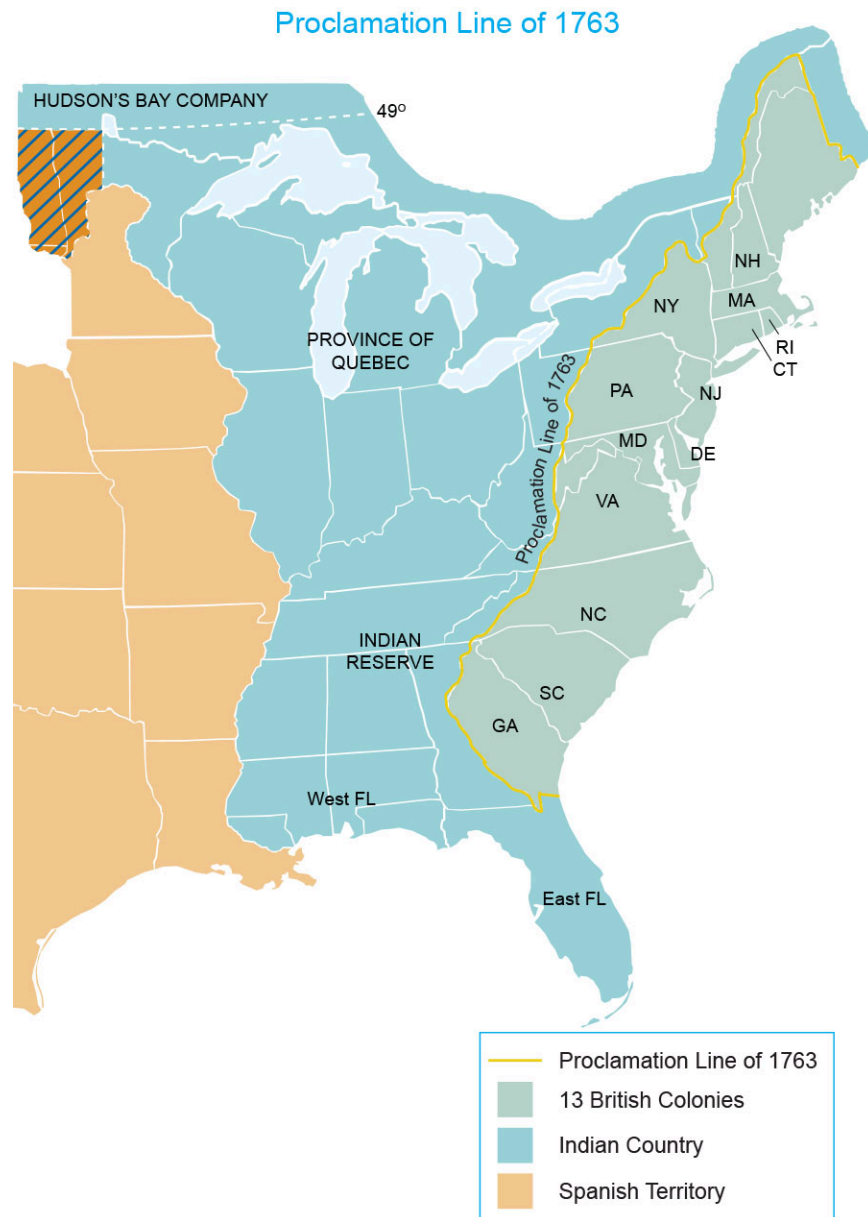 Proclamation Line of 1763
HUDSON'S BAY COMPANY
49º
NH
NY
MA
RI
CT
PROVINCE OF
QUEBEC
Proclamation Line of 1763
PA
NJ
MD
DE
VA
NC
INDIAN
RESERVE
SC
GA
West FL
East FL
Proclamation Line of 1763
13 British Colonies
Indian Country
Spanish Territory